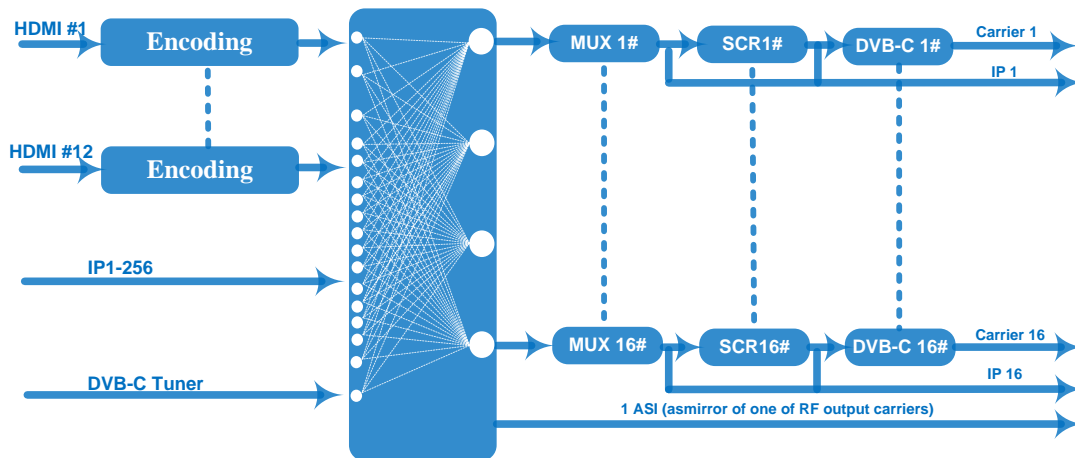 HDMI #1
Encoding
HDMI #12
Encoding
IP1-256
DVB-C Tuner
MUX 1#
SCR1#
DVB-C 1#
Carrier 1
IP 1
MUX 16#
SCR16#
DVB-C 16#
Carrier 16
IP 16
1 ASI (asmirror of one of RF output carriers)